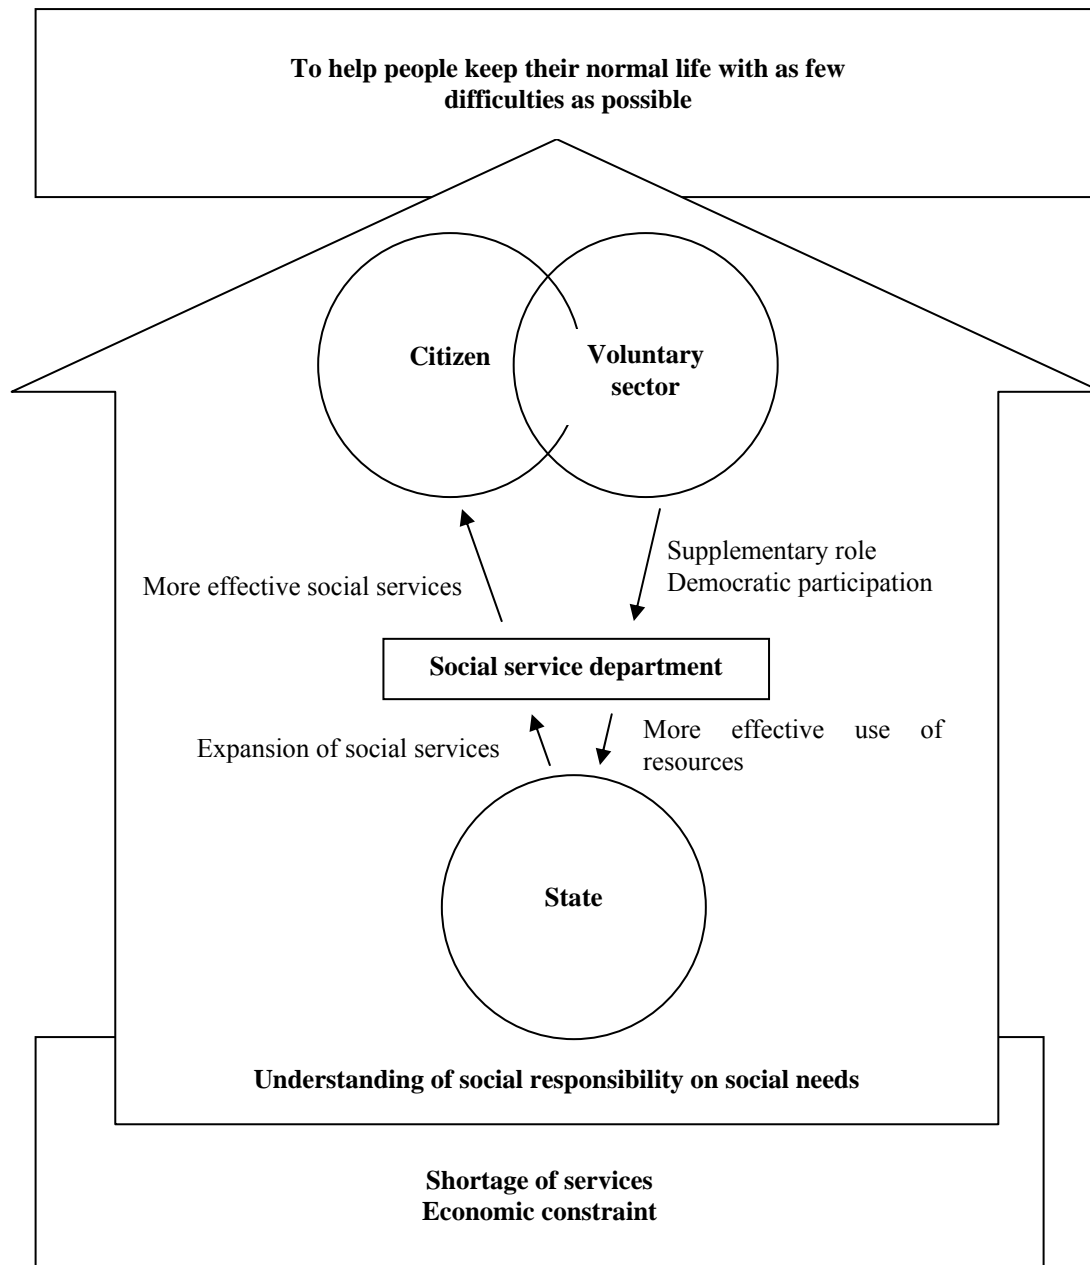 To help people keep their normal life with as few
difficulties as possible
Citizen
Voluntary
sector
More effective social services
Supplementary role
Democratic participation
Social service department
Expansion of social services
More effective use of
resources
State
Understanding of social responsibility on social needs
Shortage of services
Economic constraint